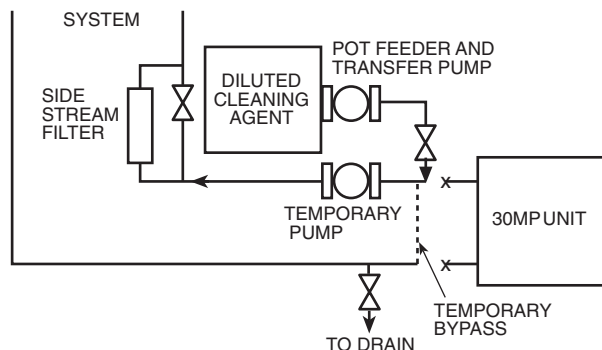 SYSTEM
POT FEEDER AND
TRANSFER PUMP
DILUTED
CLEANING
AGENT
SIDE
STREAM
FILTER
TEMPORARY
PUMP
x
30MP UNIT
x
TEMPORARY
BYPASS
TO DRAIN